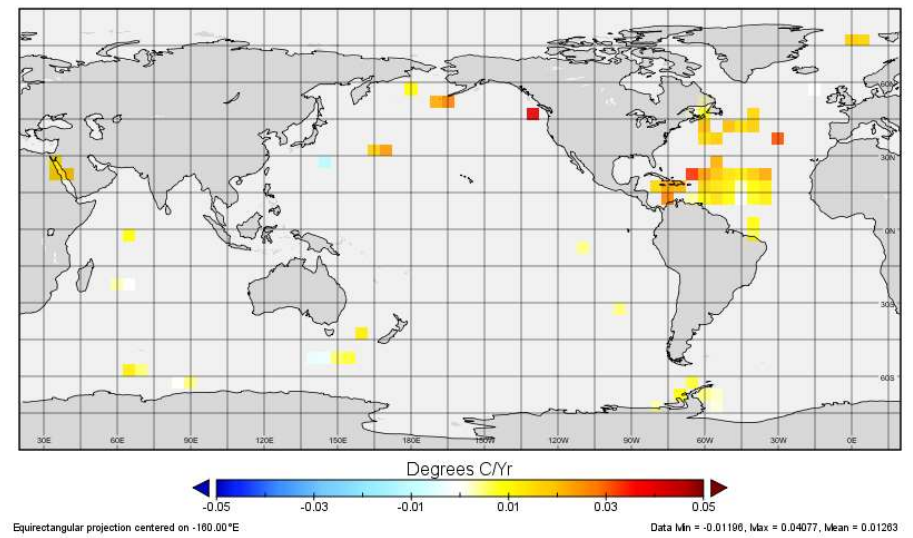 30N
0N
30S
60S
30E 60E 90E 120E 150E 180E 150W 120W 90W 60W 30W 0E
Degrees C/Yr
-0.05 -0.03 -0.01 0.01 0.03 0.05
Equirectangular projection centered on -160.00°E Data Min = -0.01196, Max = 0.04077, Mean = 0.01263